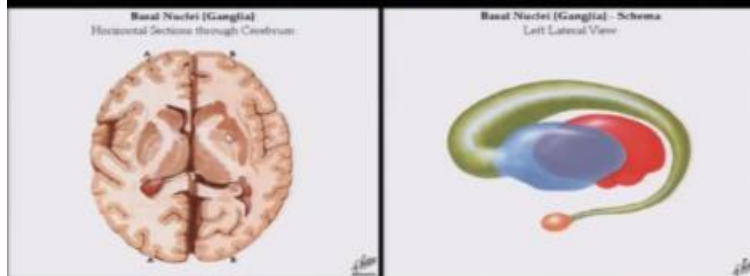 Basal Nuclei (Ganglia)
Horizontal Sections through Cerebrum
A
B
A
B
Basal Nuclei (Ganglia) - Schema
Left Lateral View